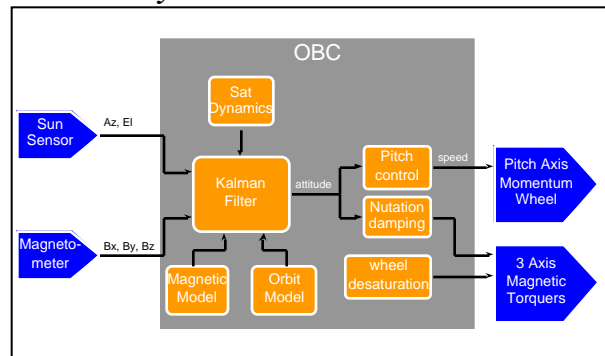 OBC
Sat
Dynamics
Sun
Sensor
Az, El
Kalman
Filter
attitude
Pitch
control
speed
Pitch Axis
Momentum
Wheel
Nutation
damping
Magneto-
meter
Bx, By, Bz
Magnetic
Model
Orbit
Model
wheel
desaturation
3 Axis
Magnetic
Torquers